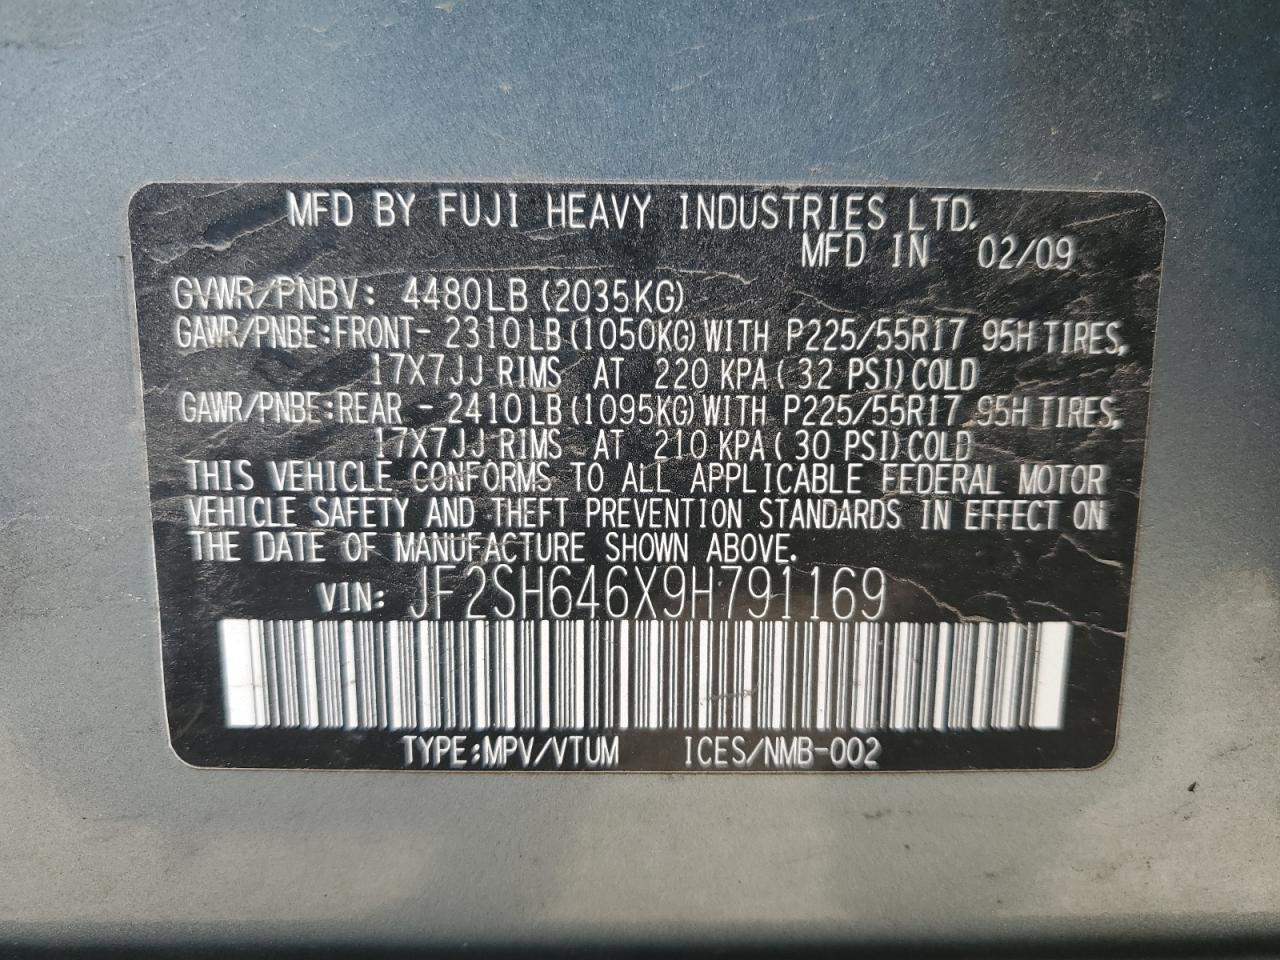 MFD BY FUJI HEAVY INDUSTRIES LTD.
MFD IN 02/09
GVWR/PNBV: 4480LB (2035KG)
GAWR/PNBE:FRONT- 2310LB (1050KG) WITH P225/55R17 95H TIRES,
17X7JJ RIMS AT 220 KPA ( 32 PSI) COLD
GAWR/PNBE:REAR - 2410LB (1095KG) WITH P225/55R17 95H TIRES,
17X7JJ RIMS AT 210 KPA ( 30 PSI) COLD
THIS VEHICLE CONFORMS TO ALL APPLICABLE FEDERAL MOTOR
VEHICLE SAFETY AND THEFT PREVENTION STANDARDS IN EFFECT ON
THE DATE OF MANUFACTURE SHOWN ABOVE.
VIN: JF2SH646X9H791169
TYPE:MPV/VTUM ICES/NMB-002